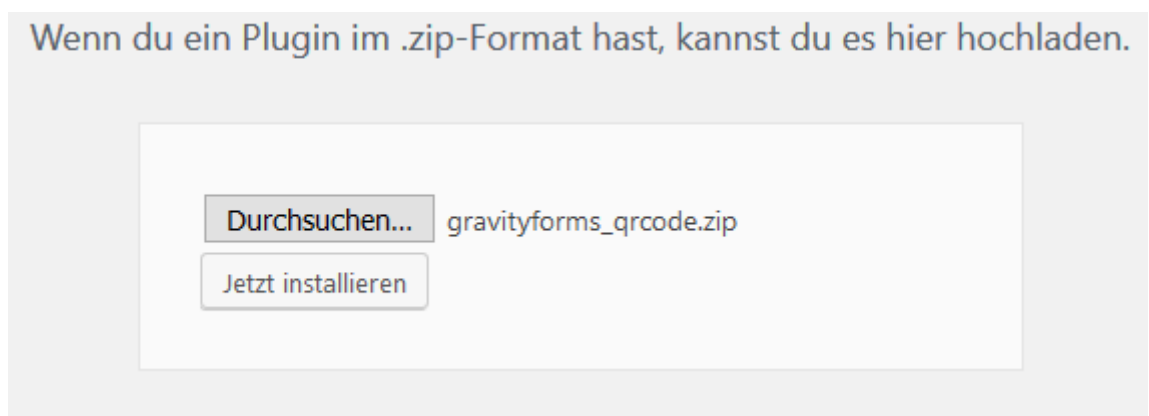 Wenn du ein Plugin im .zip-Format hast, kannst du es hier hochladen.
Durchsuchen... gravityforms_qrcode.zip
Jetzt installieren